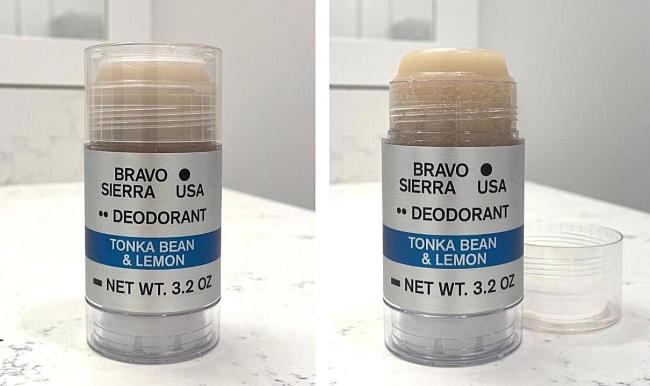 BRAVO ●
SIERRA USA
•• DEODORANT
TONKA BEAN
& LEMON
▬ NET WT. 3.2 OZ
BRAVO ●
SIERRA USA
•• DEODORANT
TONKA BEAN
& LEMON
▬ NET WT. 3.2 OZ